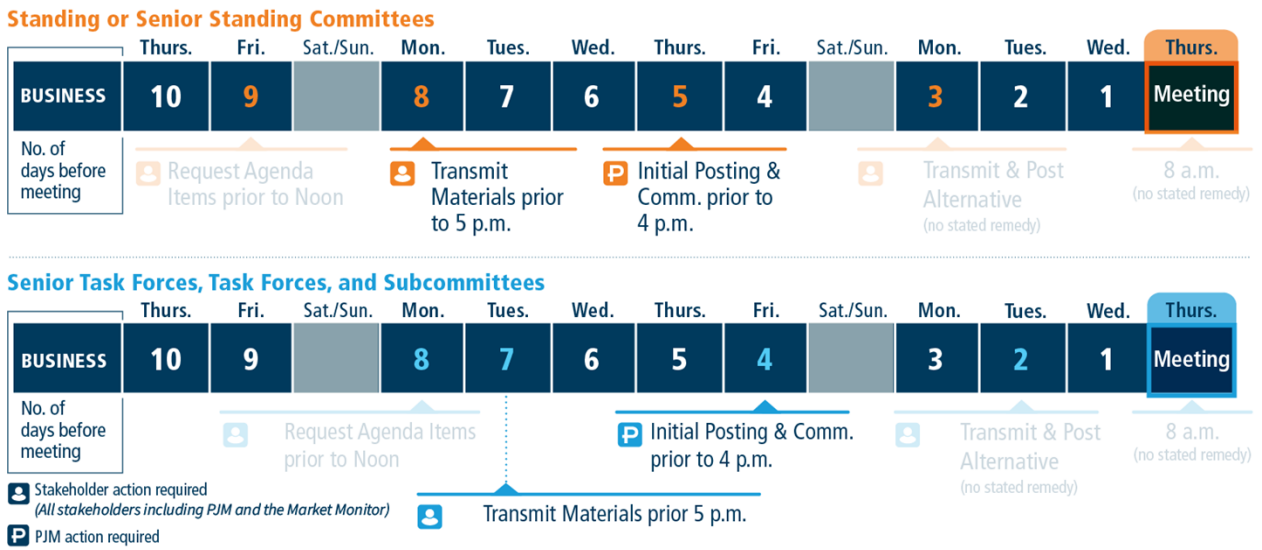 Standing or Senior Standing Committees
Thurs. Fri. Sat./Sun. Mon. Tues. Wed. Thurs. Fri. Sat./Sun. Mon. Tues. Wed. Thurs.
BUSINESS 10 9 8 7 6 5 4 3 2 1 Meeting
No. of
days before
meeting
Request Agenda
Items prior to Noon
Transmit
Materials prior
to 5 p.m.
P Initial Posting &
Comm. prior to
4 p.m.
Transmit & Post
Alternative
(no stated remedy)
8 a.m.
(no stated remedy)
Senior Task Forces, Task Forces, and Subcommittees
Thurs. Fri. Sat./Sun. Mon. Tues. Wed. Thurs. Fri. Sat./Sun. Mon. Tues. Wed. Thurs.
BUSINESS 10 9 8 7 6 5 4 3 2 1 Meeting
No. of
days before
meeting
Request Agenda Items
prior to Noon
P Initial Posting & Comm.
prior to 4 p.m.
Transmit & Post
Alternative
(no stated remedy)
8 a.m.
(no stated remedy)
Transmit Materials prior 5 p.m.
Stakeholder action required
(All stakeholders including PJM and the Market Monitor)
P PJM action required